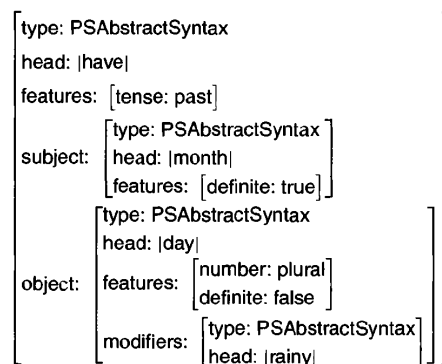 type: PSAbstractSyntax
head: |have|
features: [tense: past]
type: PSAbstractSyntax
subject: head: |month|
features: [definite: true]
type: PSAbstractSyntax
head: |day|
object: features: number: plural
definite: false
modifiers: type: PSAbstractSyntax
head: |rainy|